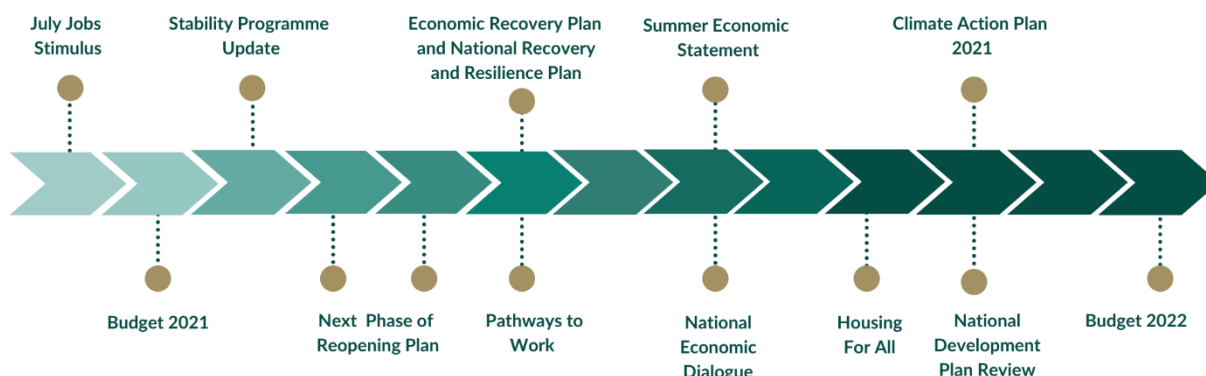 July Jobs
Stimulus
Stability Programme
Update
Economic Recovery Plan
and National Recovery
and Resilience Plan
Summer Economic
Statement
Climate Action Plan
2021
Budget 2021
Next Phase of
Reopening Plan
Pathways to
Work
National
Economic
Dialogue
Housing
For All
National
Development
Plan Review
Budget 2022